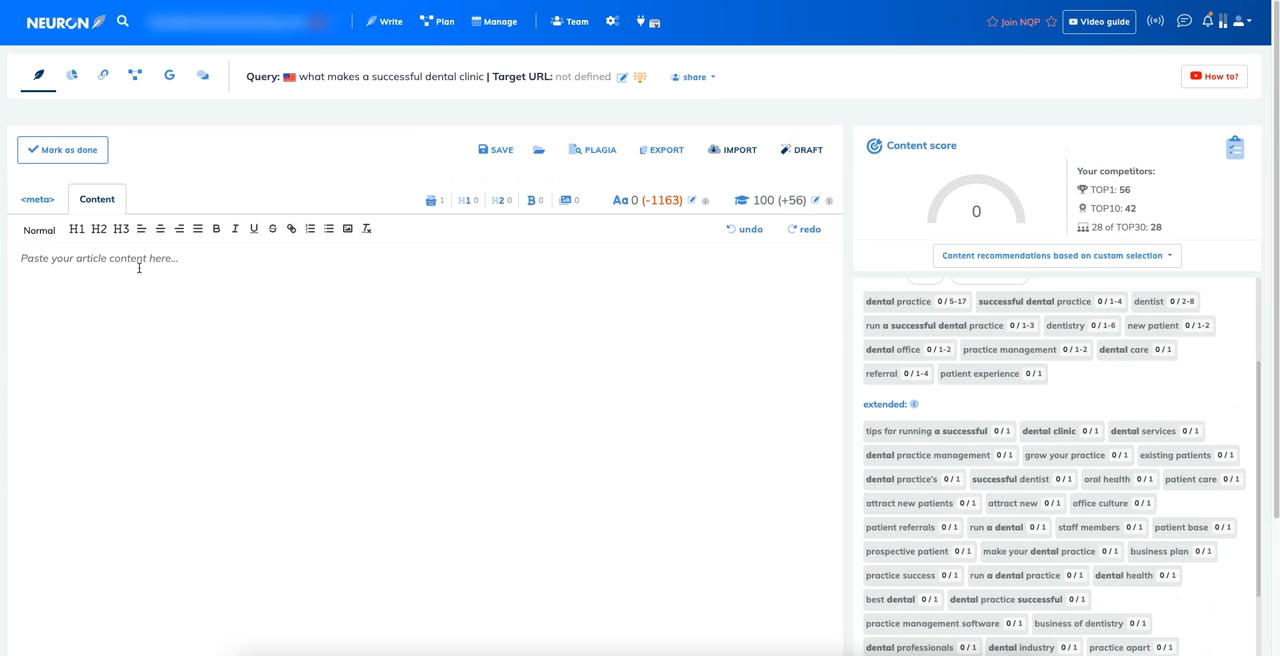 NEURON Write Plan Manage Team Join NQP Video guide
Query: what makes a successful dental clinic | Target URL: not defined share How to?
Mark as done SAVE PLAGIA EXPORT IMPORT DRAFT
<meta> Content 1 H1 0 H2 0 B 0 0 Aa 0 (-1163) 100 (+56)
Normal H1 H2 H3 B I U S undo redo
Paste your article content here...
Content score
0
Your competitors:
TOP1: 56
TOP10: 42
28 of TOP30: 28
Content recommendations based on custom selection
dental practice 0 / 5-17 successful dental practice 0 / 1-4 dentist 0 / 2-8
run a successful dental practice 0 / 1-3 dentistry 0 / 1-6 new patient 0 / 1-2
dental office 0 / 1-2 practice management 0 / 1-2 dental care 0 / 1
referral 0 / 1-4 patient experience 0 / 1
extended:
tips for running a successful 0 / 1 dental clinic 0 / 1 dental services 0 / 1
dental practice management 0 / 1 grow your practice 0 / 1 existing patients 0 / 1
dental practice's 0 / 1 successful dentist 0 / 1 oral health 0 / 1 patient care 0 / 1
attract new patients 0 / 1 attract new 0 / 1 office culture 0 / 1
patient referrals 0 / 1 run a dental 0 / 1 staff members 0 / 1 patient base 0 / 1
prospective patient 0 / 1 make your dental practice 0 / 1 business plan 0 / 1
practice success 0 / 1 run a dental practice 0 / 1 dental health 0 / 1
best dental 0 / 1 dental practice successful 0 / 1
practice management software 0 / 1 business of dentistry 0 / 1
dental professionals 0 / 1 dental industry 0 / 1 practice apart 0 / 1